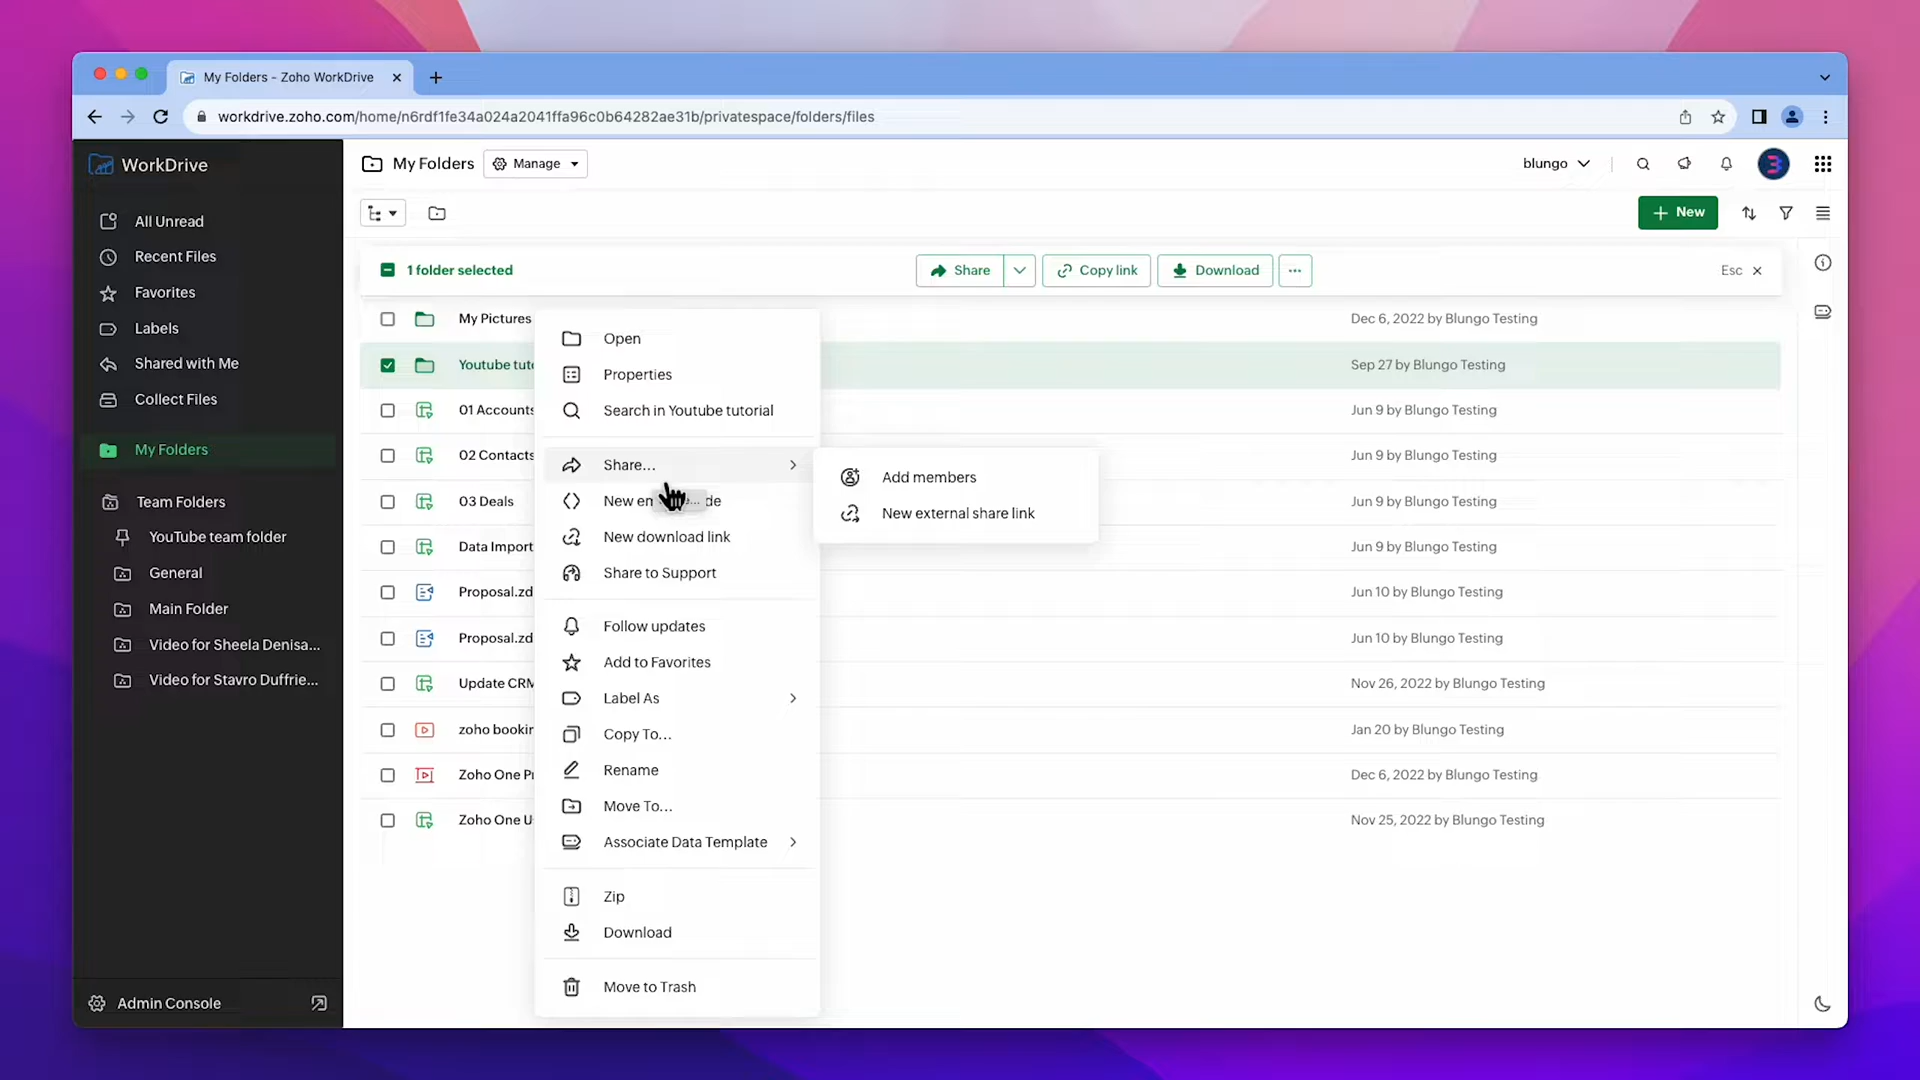 My Folders - Zoho WorkDrive
workdrive.zoho.com/home/n6rdf1fe34a024a2041ffa96c0b64282ae31b/privatespace/folders/files
WorkDrive
All Unread
Recent Files
Favorites
Labels
Shared with Me
Collect Files
My Folders
Team Folders
YouTube team folder
General
Main Folder
Video for Sheela Denisa...
Video for Stavro Duffrie...
Admin Console
My Folders
Manage
blungo
New
1 folder selected
Share
Copy link
Download
Esc
My Pictures
Dec 6, 2022 by Blungo Testing
Youtube tuto
Sep 27 by Blungo Testing
01 Accounts
Jun 9 by Blungo Testing
02 Contacts
Jun 9 by Blungo Testing
03 Deals
Jun 9 by Blungo Testing
Data Import
Jun 9 by Blungo Testing
Proposal.zd
Jun 10 by Blungo Testing
Proposal.zd
Jun 10 by Blungo Testing
Update CRM
Nov 26, 2022 by Blungo Testing
zoho bookin
Jan 20 by Blungo Testing
Zoho One Pr
Dec 6, 2022 by Blungo Testing
Zoho One U
Nov 25, 2022 by Blungo Testing
Open
Properties
Search in Youtube tutorial
Share...
New
New download link
Share to Support
Follow updates
Add to Favorites
Label As
Copy To...
Rename
Move To...
Associate Data Template
Zip
Download
Move to Trash
Add members
New external share link